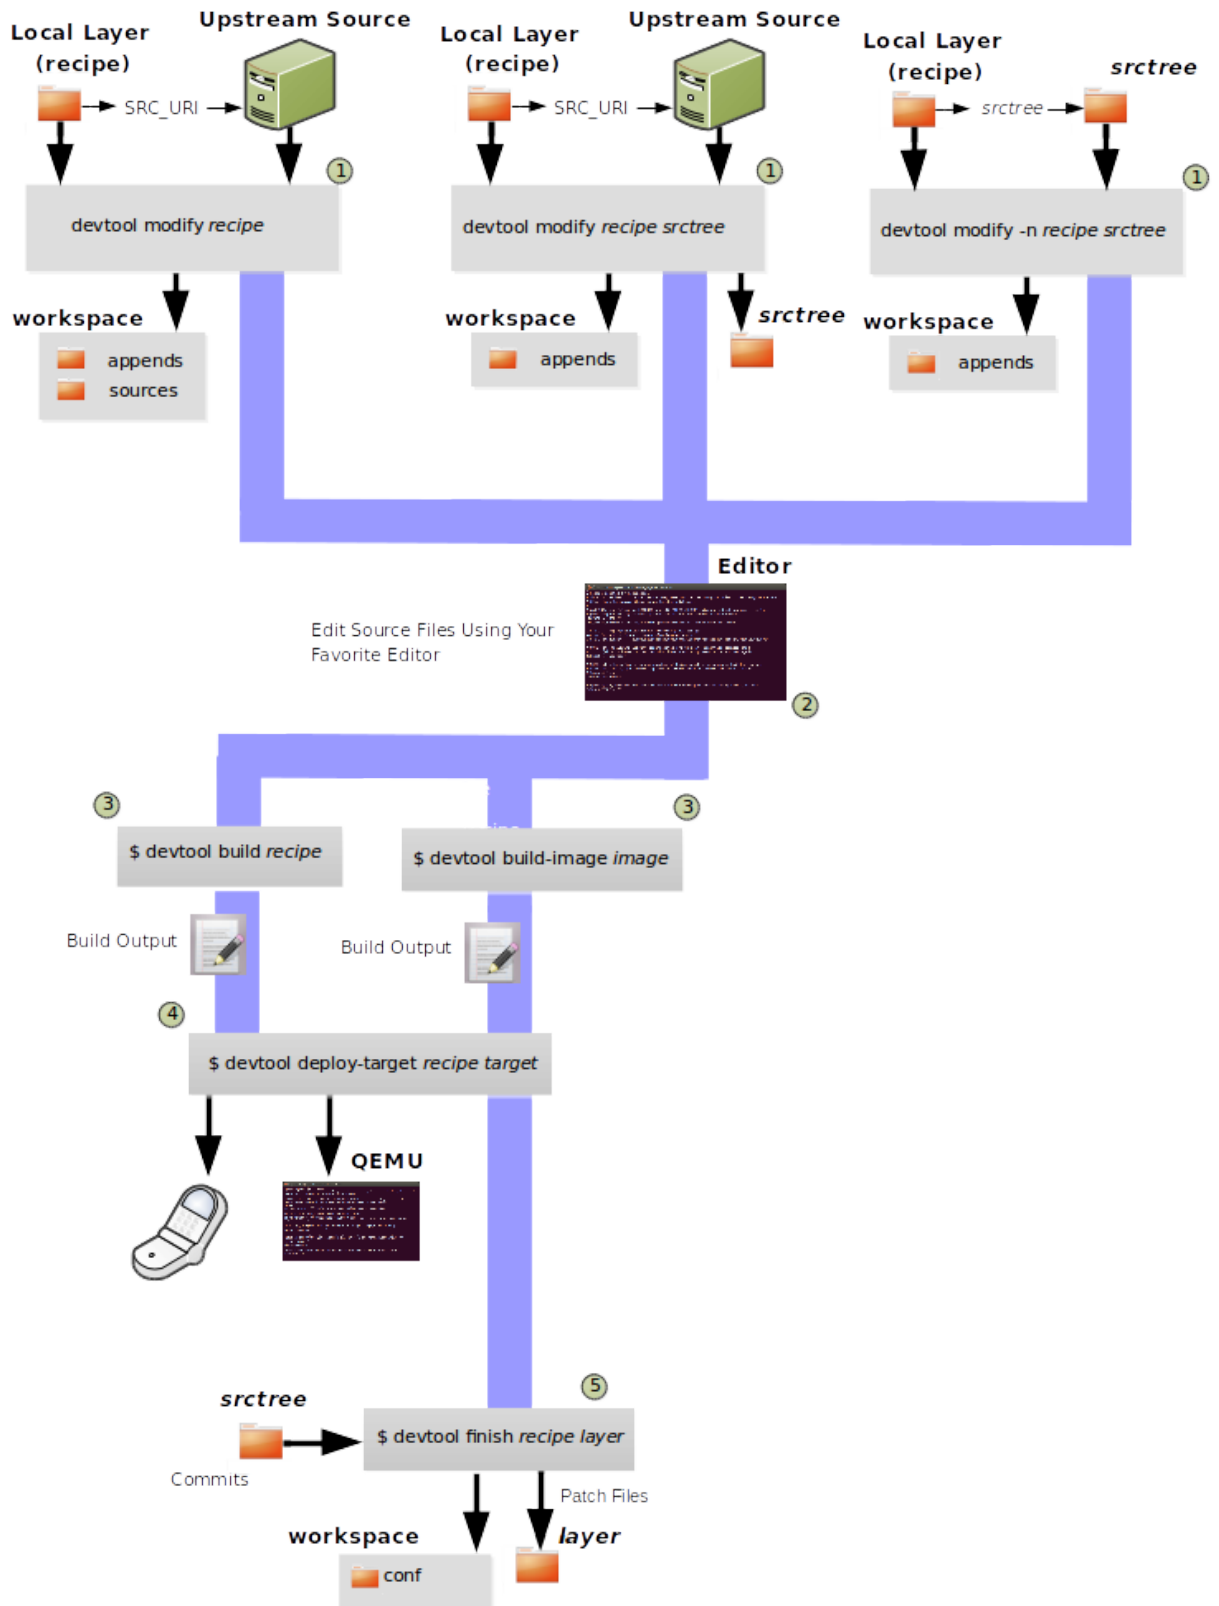 Local Layer
(recipe)
Upstream Source
SRC_URI
1
devtool modify recipe
workspace
appends
sources
Local Layer
(recipe)
Upstream Source
SRC_URI
1
devtool modify recipe srctree
workspace
appends
srctree
Local Layer
(recipe)
srctree
srctree
1
devtool modify -n recipe srctree
workspace
appends
Editor
Edit Source Files Using Your
Favorite Editor
2
3
$ devtool build recipe
3
$ devtool build-image image
Build Output
Build Output
4
$ devtool deploy-target recipe target
QEMU
5
srctree
$ devtool finish recipe layer
Commits
Patch Files
workspace
layer
conf